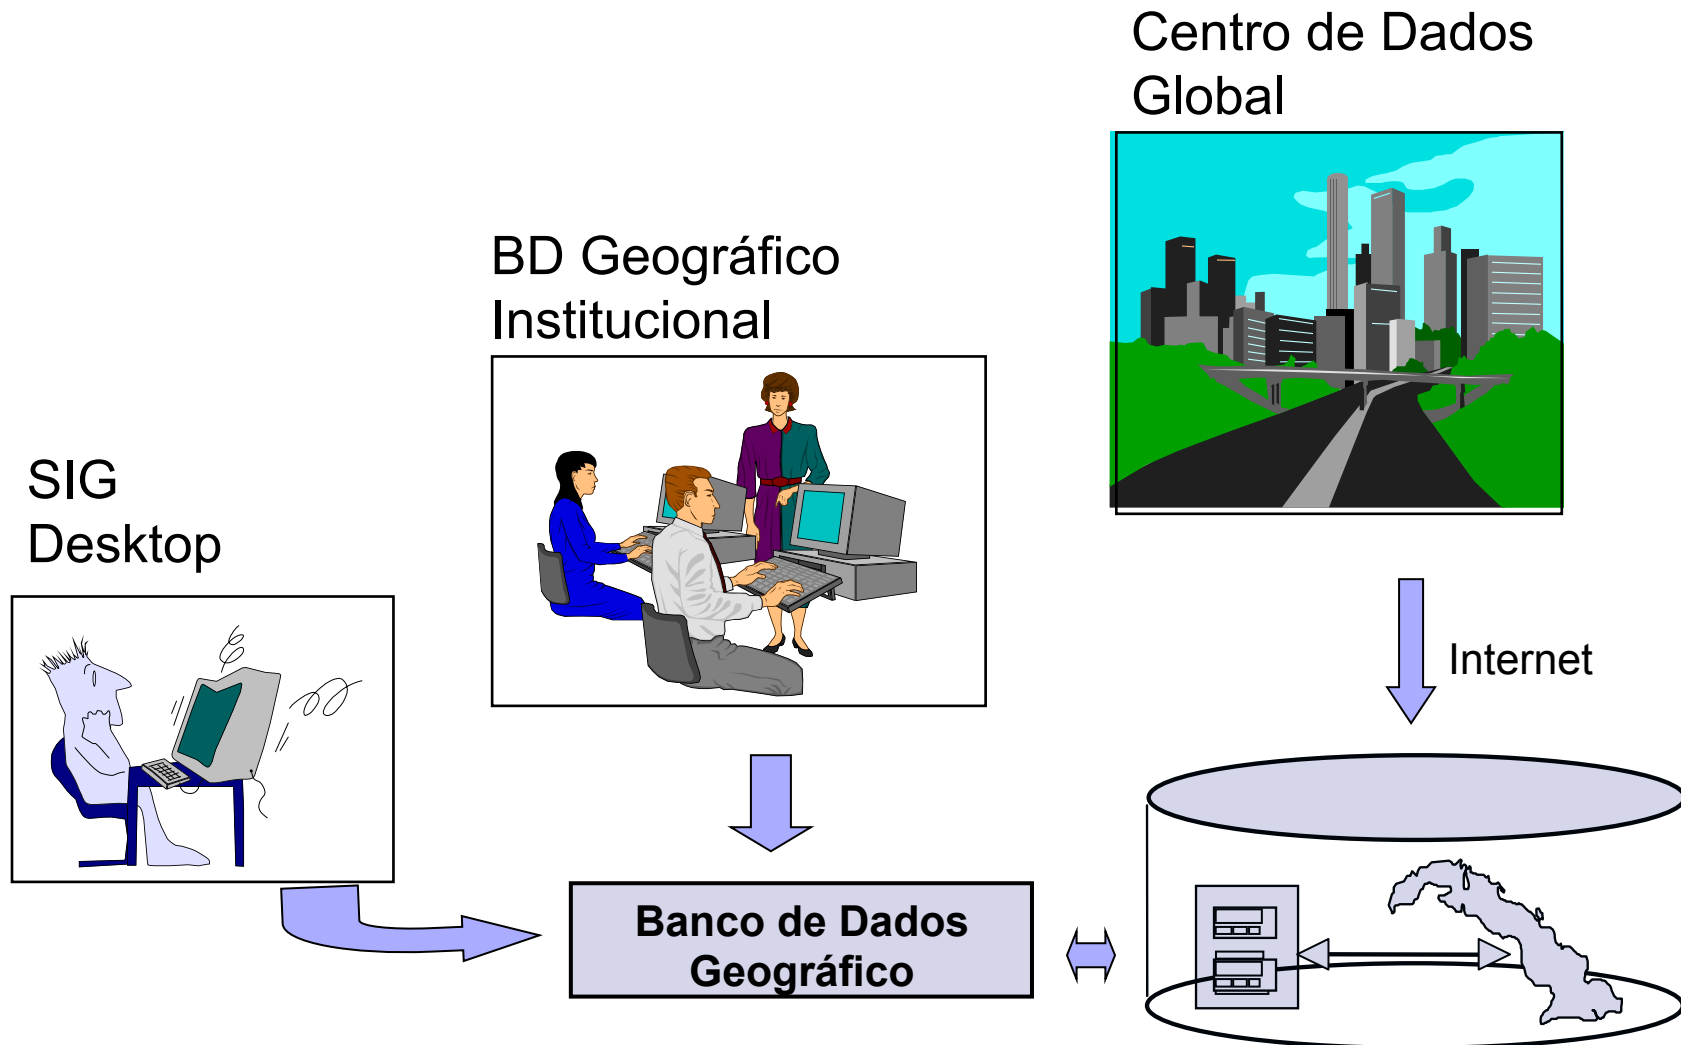 Centro de Dados
Global
BD Geográfico
Institucional
SIG
Desktop
Internet
Banco de Dados
Geográfico